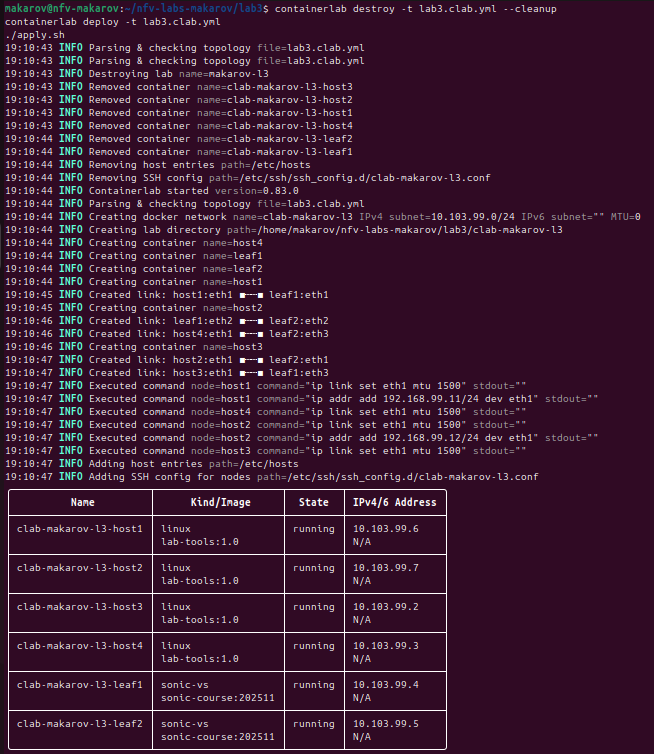 makarov@nfv-makarov:~/nfv-labs-makarov/lab3$ containerlab destroy -t lab3.clab.yml --cleanup
containerlab deploy -t lab3.clab.yml
./apply.sh
19:10:43 INFO Parsing & checking topology file=lab3.clab.yml
19:10:43 INFO Parsing & checking topology file=lab3.clab.yml
19:10:43 INFO Destroying lab name=makarov-l3
19:10:43 INFO Removed container name=clab-makarov-l3-host3
19:10:43 INFO Removed container name=clab-makarov-l3-host2
19:10:43 INFO Removed container name=clab-makarov-l3-host1
19:10:43 INFO Removed container name=clab-makarov-l3-host4
19:10:44 INFO Removed container name=clab-makarov-l3-leaf2
19:10:44 INFO Removed container name=clab-makarov-l3-leaf1
19:10:44 INFO Removing host entries path=/etc/hosts
19:10:44 INFO Removing SSH config path=/etc/ssh/ssh_config.d/clab-makarov-l3.conf
19:10:44 INFO Containerlab started version=0.83.0
19:10:44 INFO Parsing & checking topology file=lab3.clab.yml
19:10:44 INFO Creating docker network name=clab-makarov-l3 IPv4 subnet=10.103.99.0/24 IPv6 subnet="" MTU=0
19:10:44 INFO Creating lab directory path=/home/makarov/nfv-labs-makarov/lab3/clab-makarov-l3
19:10:44 INFO Creating container name=host4
19:10:44 INFO Creating container name=leaf1
19:10:44 INFO Creating container name=leaf2
19:10:44 INFO Creating container name=host1
19:10:45 INFO Created link: host1:eth1 ■┄┄■ leaf1:eth1
19:10:45 INFO Creating container name=host2
19:10:46 INFO Created link: leaf1:eth2 ■┄┄■ leaf2:eth2
19:10:46 INFO Created link: host4:eth1 ■┄┄■ leaf2:eth3
19:10:46 INFO Creating container name=host3
19:10:47 INFO Created link: host2:eth1 ■┄┄■ leaf2:eth1
19:10:47 INFO Created link: host3:eth1 ■┄┄■ leaf1:eth3
19:10:47 INFO Executed command node=host1 command="ip link set eth1 mtu 1500" stdout=""
19:10:47 INFO Executed command node=host1 command="ip addr add 192.168.99.11/24 dev eth1" stdout=""
19:10:47 INFO Executed command node=host4 command="ip link set eth1 mtu 1500" stdout=""
19:10:47 INFO Executed command node=host2 command="ip link set eth1 mtu 1500" stdout=""
19:10:47 INFO Executed command node=host2 command="ip addr add 192.168.99.12/24 dev eth1" stdout=""
19:10:47 INFO Executed command node=host3 command="ip link set eth1 mtu 1500" stdout=""
19:10:47 INFO Adding host entries path=/etc/hosts
19:10:47 INFO Adding SSH config for nodes path=/etc/ssh/ssh_config.d/clab-makarov-l3.conf
Name Kind/Image State IPv4/6 Address
clab-makarov-l3-host1 linux running 10.103.99.6
lab-tools:1.0 N/A
clab-makarov-l3-host2 linux running 10.103.99.7
lab-tools:1.0 N/A
clab-makarov-l3-host3 linux running 10.103.99.2
lab-tools:1.0 N/A
clab-makarov-l3-host4 linux running 10.103.99.3
lab-tools:1.0 N/A
clab-makarov-l3-leaf1 sonic-vs running 10.103.99.4
sonic-course:202511 N/A
clab-makarov-l3-leaf2 sonic-vs running 10.103.99.5
sonic-course:202511 N/A